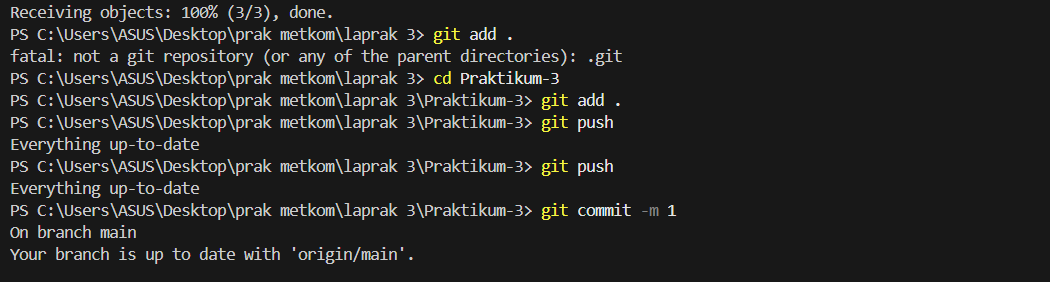 Receiving objects: 100% (3/3), done.
PS C:\Users\ASUS\Desktop\prak metkom\laprak 3> git add .
fatal: not a git repository (or any of the parent directories): .git
PS C:\Users\ASUS\Desktop\prak metkom\laprak 3> cd Praktikum-3
PS C:\Users\ASUS\Desktop\prak metkom\laprak 3\Praktikum-3> git add .
PS C:\Users\ASUS\Desktop\prak metkom\laprak 3\Praktikum-3> git push
Everything up-to-date
PS C:\Users\ASUS\Desktop\prak metkom\laprak 3\Praktikum-3> git push
Everything up-to-date
PS C:\Users\ASUS\Desktop\prak metkom\laprak 3\Praktikum-3> git commit -m 1
On branch main
Your branch is up to date with 'origin/main'.